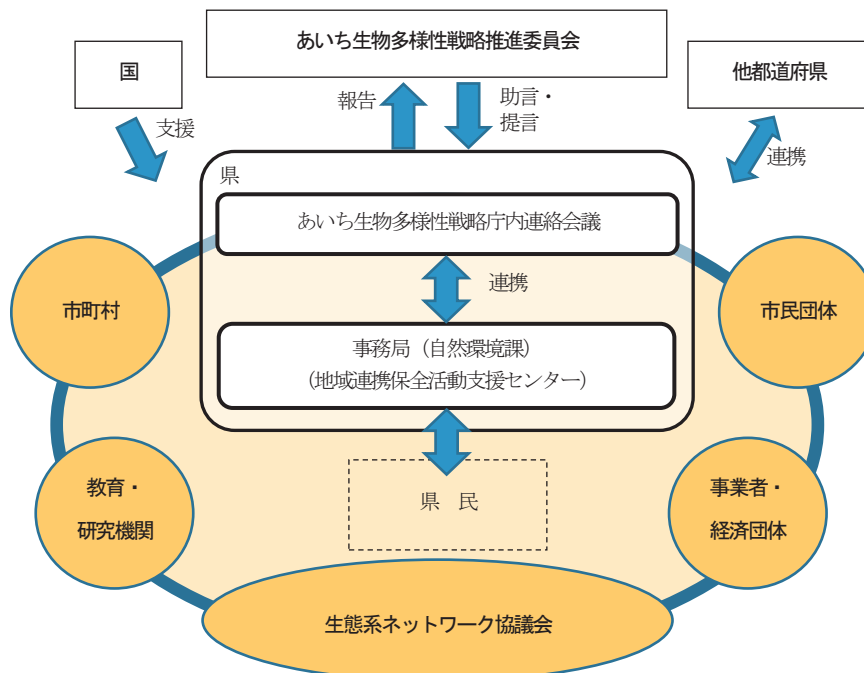 あいち生物多様性戦略推進委員会
国
他都道府県
報告
助言・
提言
支援
連携
県
あいち生物多様性戦略庁内連絡会議
連携
市町村
市民団体
事務局（自然環境課）
（地域連携保全活動支援センター）
教育・
研究機関
県　民
事業者・
経済団体
生態系ネットワーク協議会